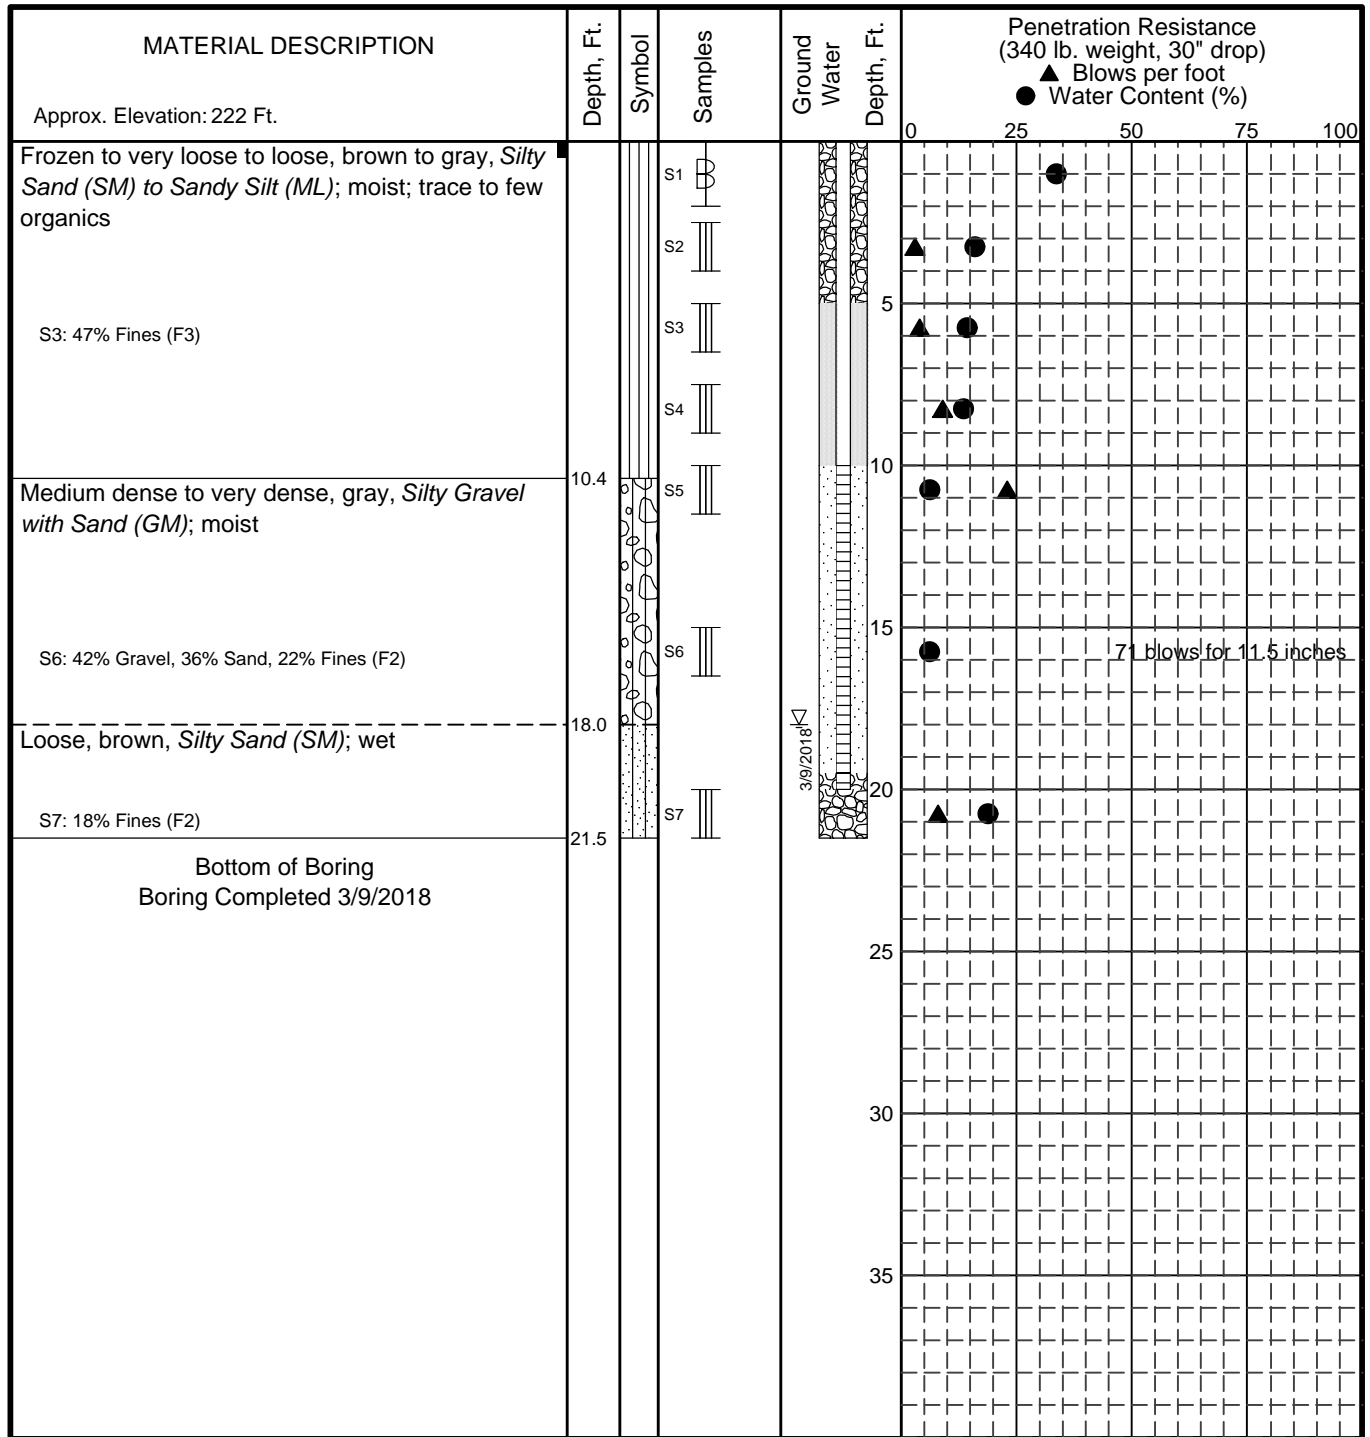 MATERIAL DESCRIPTION
Approx. Elevation: 222 Ft.
Depth, Ft.
Symbol
Samples
Ground
Water
Depth, Ft.
Penetration Resistance
(340 lb. weight, 30" drop)
▲ Blows per foot
● Water Content (%)
0 25 50 75 100
Frozen to very loose to loose, brown to gray, Silty
Sand (SM) to Sandy Silt (ML); moist; trace to few
organics
S1
S2
5
S3
S3: 47% Fines (F3)
S4
10
10.4
S5
Medium dense to very dense, gray, Silty Gravel
with Sand (GM); moist
15
S6: 42% Gravel, 36% Sand, 22% Fines (F2)
S6
71 blows for 11.5 inches
18.0
3/9/2018
Loose, brown, Silty Sand (SM); wet
20
S7: 18% Fines (F2)
S7
21.5
Bottom of Boring
Boring Completed 3/9/2018
25
30
35